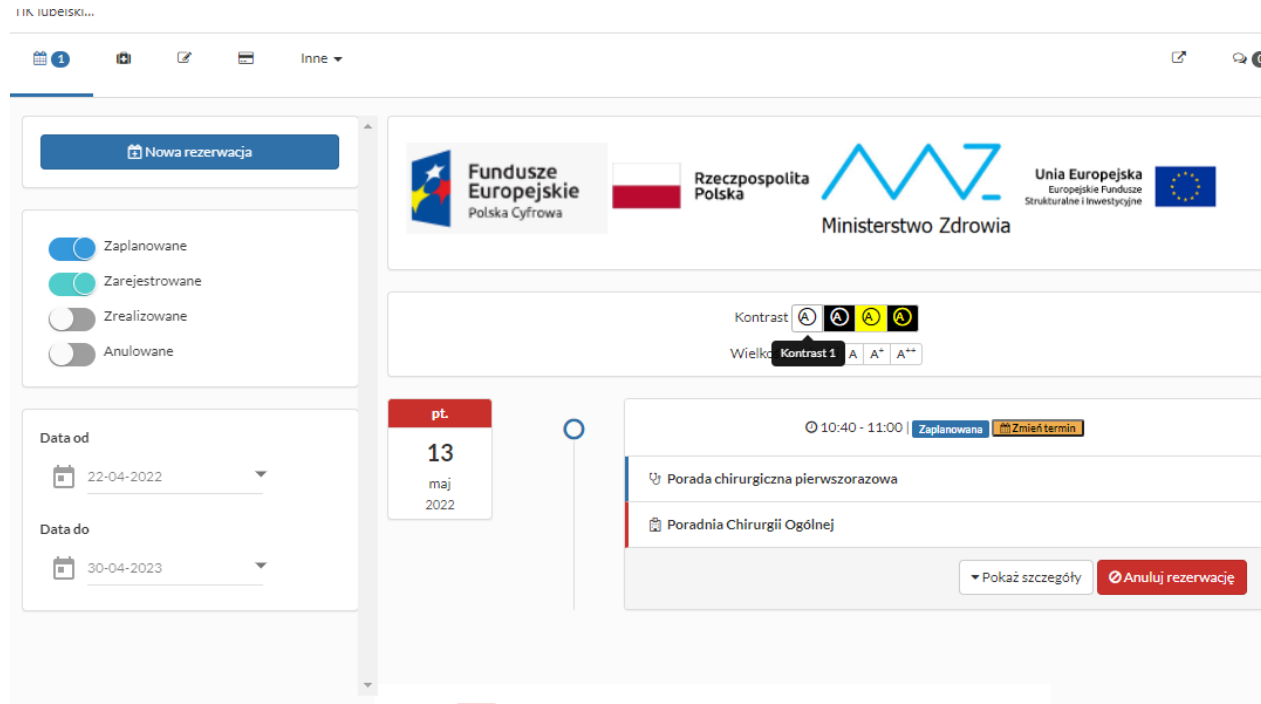 lubelski...
1
Inne
Nowa rezerwacja
Zaplanowane
Zarejestrowane
Zrealizowane
Anulowane
Data od
22-04-2022
Data do
30-04-2023
Fundusze
Europejskie
Polska Cyfrowa
Rzeczpospolita
Polska
Ministerstwo Zdrowia
Unia Europejska
Europejskie Fundusze
Strukturalne i Inwestycyjne
Kontrast A A A A
Kontrast 1 A A+ A++
pt.
13
maj
2022
10:40 - 11:00 | Zaplanowana Zmień termin
Porada chirurgiczna pierwszorazowa
Poradnia Chirurgii Ogólnej
Pokaż szczegóły Anuluj rezerwację